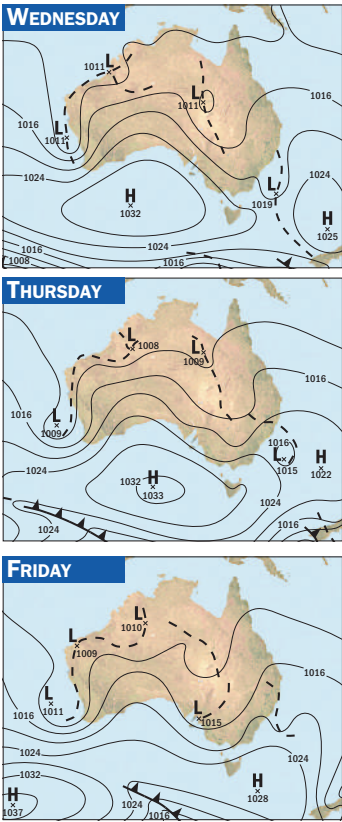 WEDNESDAY
L
1011
L
1011
1016
1016
L
1011
1024
1024
L
1019
H
1032
H
1025
1024
1016
1016
1008
THURSDAY
L
1008
L
1009
1016
1016
L
1009
1016
L
1015
H
1022
1024
1032
H
1033
1024
1016
1024
FRIDAY
L
1010
L
1009
1016
L
1011
1016
L
1015
1024
1024
1032
H
1037
H
1028
1024
1016